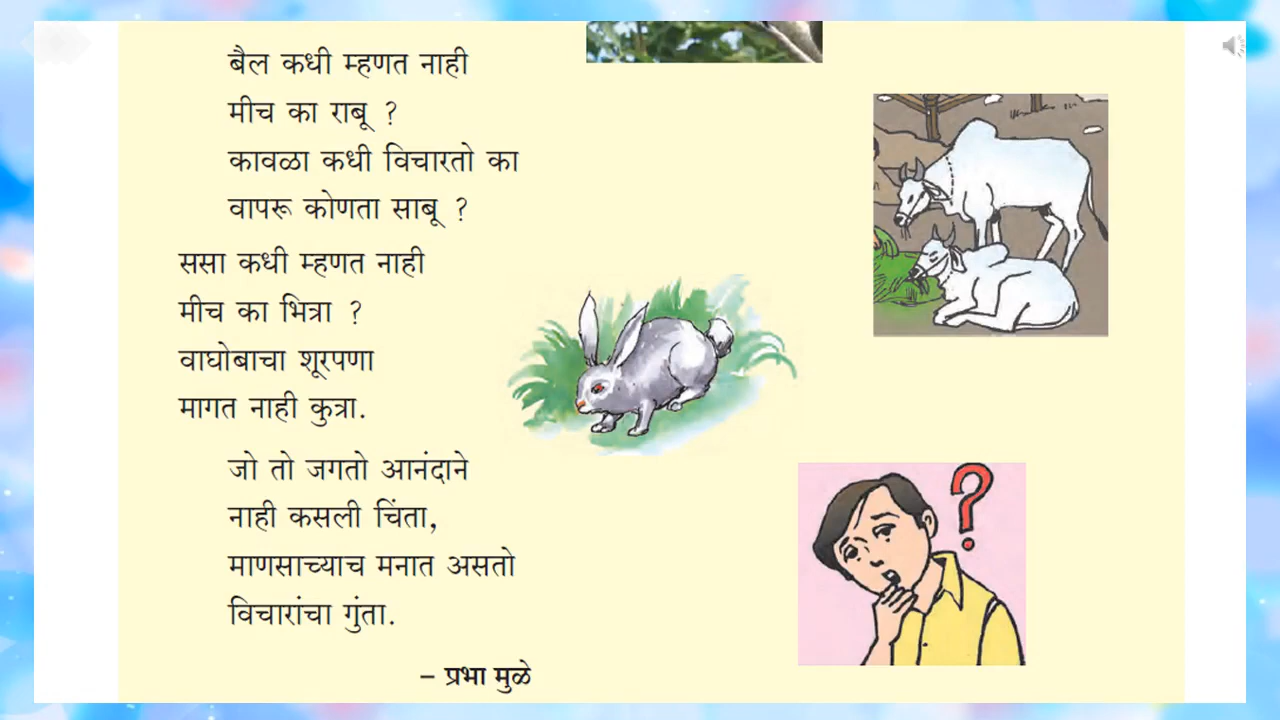 बैल कधी म्हणत नाही
मीच का राबू ?
कावळा कधी विचारतो का
वापरू कोणता साबू ?
ससा कधी म्हणत नाही
मीच का भित्रा ?
वाघोबाचा शूरपणा
मागत नाही कुत्रा.
जो तो जगतो आनंदाने
नाही कसली चिंता,
माणसाच्याच मनात असतो
विचारांचा गुंता.
– प्रभा मुळे
?